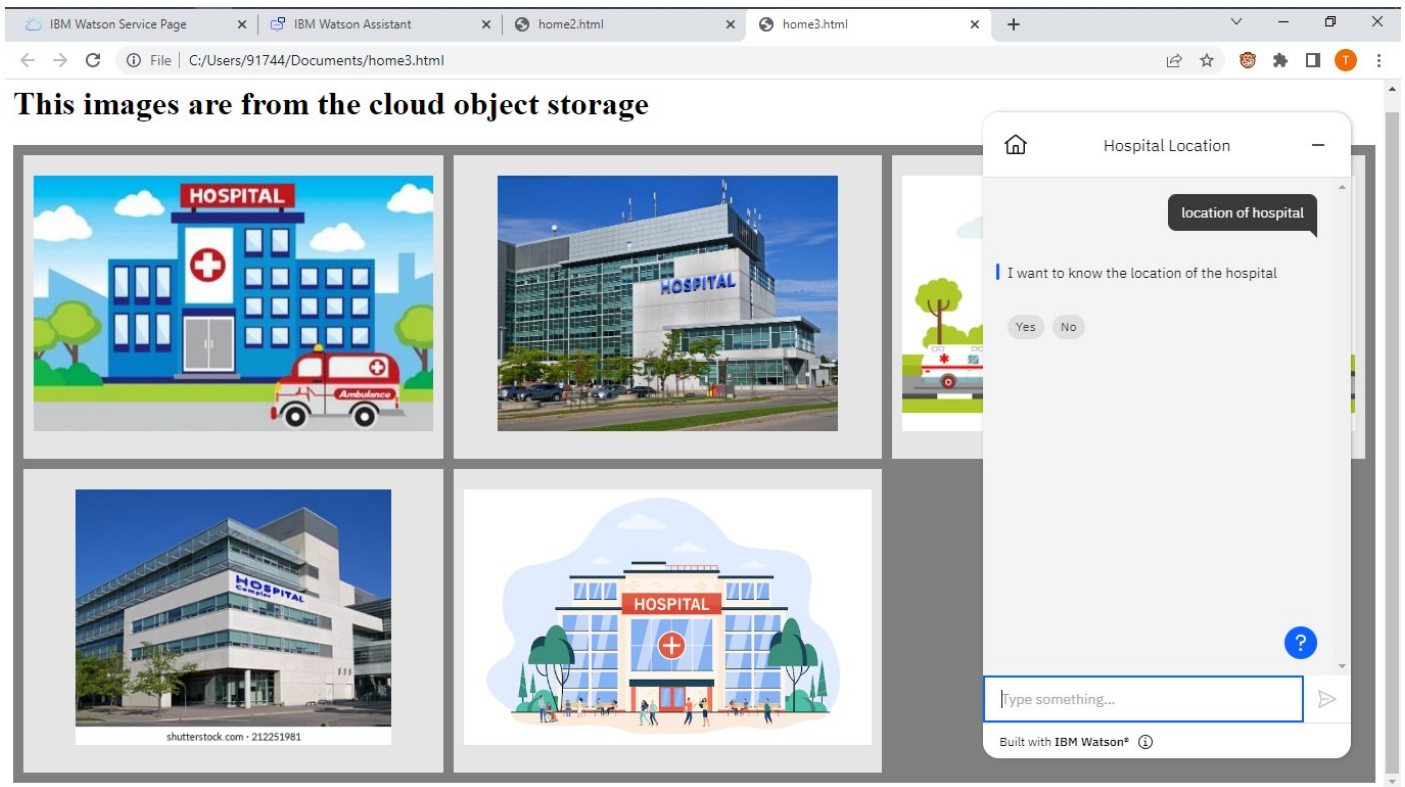 IBM Watson Service Page
IBM Watson Assistant
home2.html
home3.html
File
C:/Users/91744/Documents/home3.html
T
This images are from the cloud object storage
HOSPITAL
Ambulance
HOSPITAL
HOSPITAL
Complex
shutterstock.com · 212251981
HOSPITAL
Hospital Location
location of hospital
I want to know the location of the hospital
Yes No
?
Type something...
Built with IBM Watson®